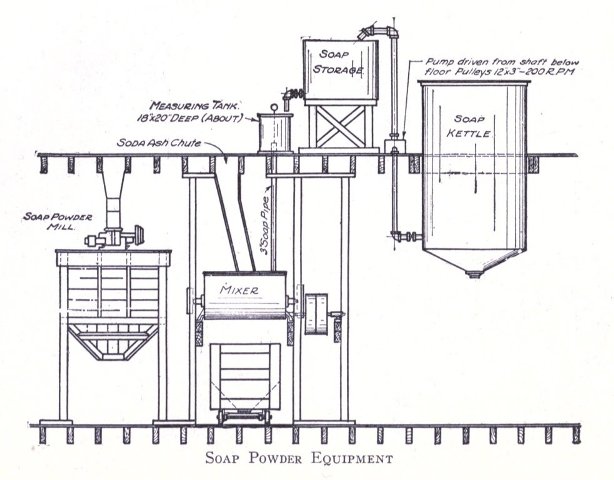 SOAP
STORAGE
Pump driven from shaft below
floor Pulleys 12"x3"-200 R.P.M
MEASURING TANK.
18"x20" DEEP (ABOUT)
SOAP
KETTLE
SODA ASH CHUTE
SOAP POWDER
MILL.
3" Soap Pipe
MIXER
SOAP POWDER EQUIPMENT